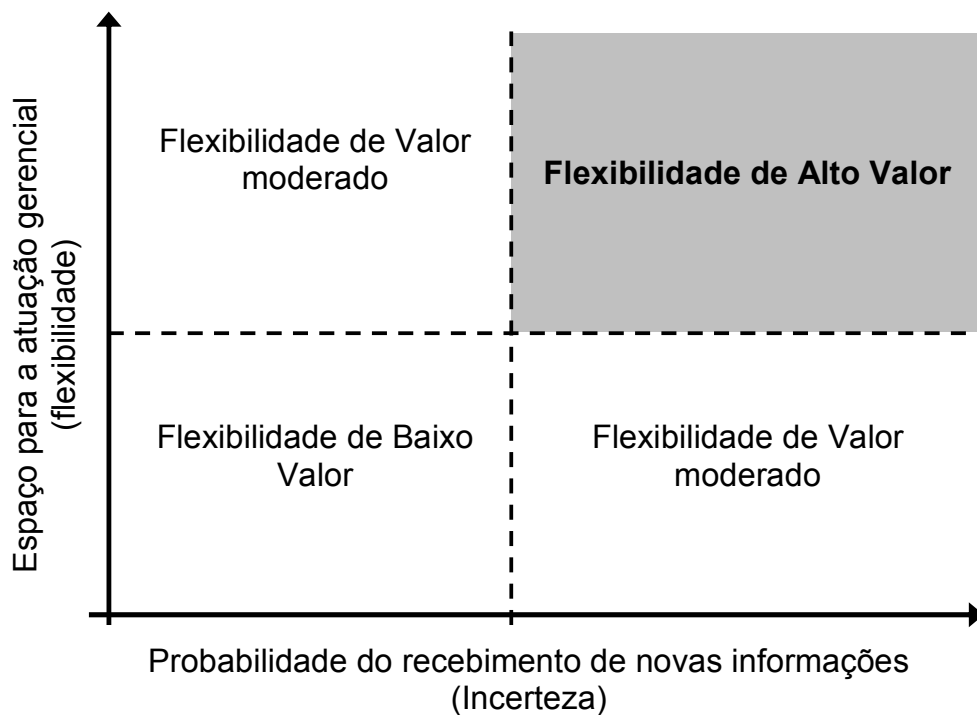 Espaço para a atuação gerencial
(flexibilidade)
Flexibilidade de Valor
moderado
Flexibilidade de Alto Valor
Flexibilidade de Baixo
Valor
Flexibilidade de Valor
moderado
Probabilidade do recebimento de novas informações
(Incerteza)